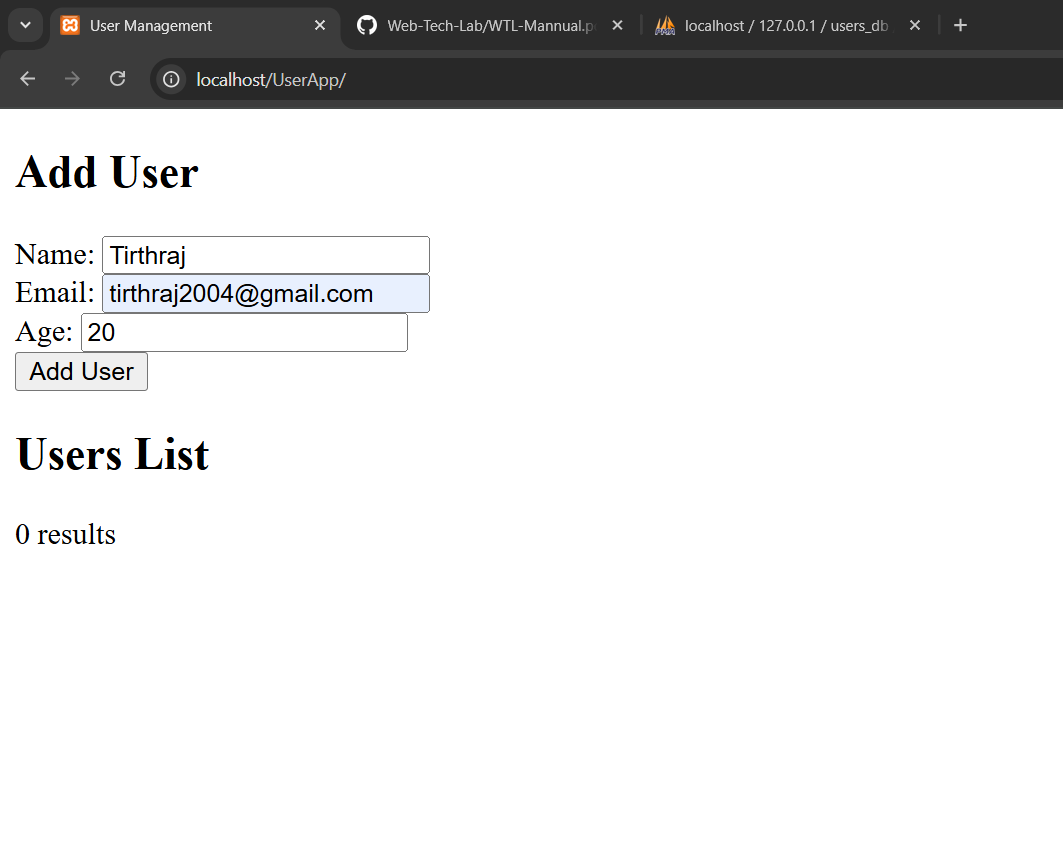 User Management
Web-Tech-Lab/WTL-Mannual.p
localhost / 127.0.0.1 / users_db
localhost/UserApp/
Add User
Name: Tirthraj
Email: tirthraj2004@gmail.com
Age: 20
Add User
Users List
0 results